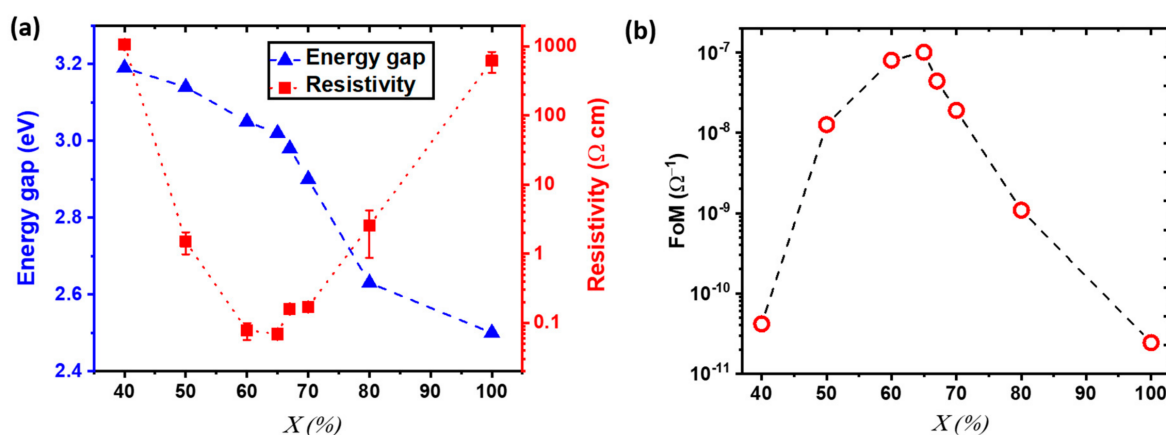 (a)
Energy gap
Resistivity
Energy gap (eV)
3.2
3.0
2.8
2.6
2.4
40 50 60 70 80 90 100
X (%)
1000
100
10
1
0.1
Resistivity (Ω cm)
(b)
FoM (Ω⁻¹)
10⁻⁷
10⁻⁸
10⁻⁹
10⁻¹⁰
10⁻¹¹
40 50 60 70 80 90 100
X (%)